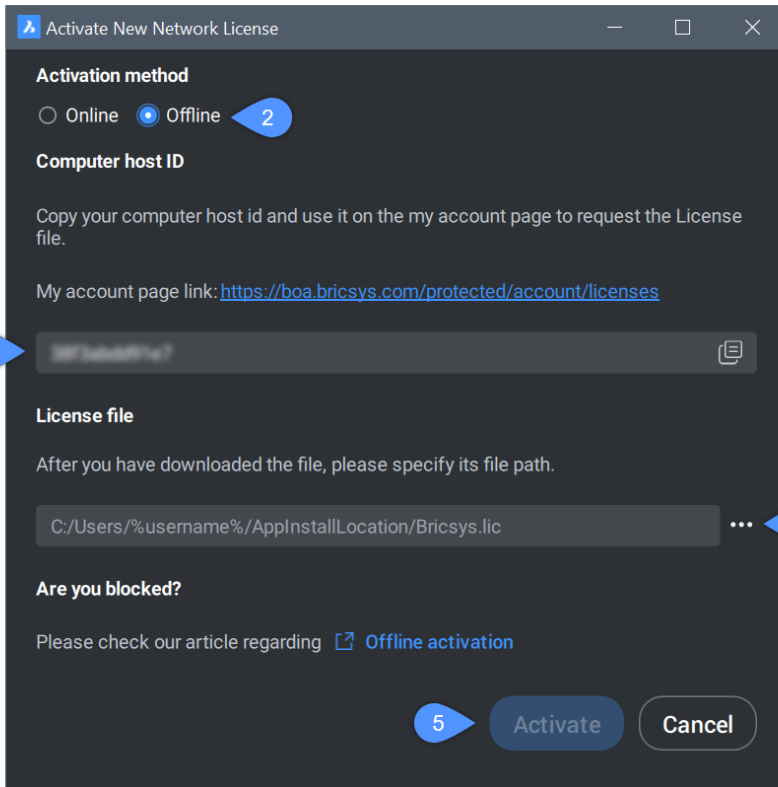 Activate New Network License
Activation method
Online Offline 2
Computer host ID
Copy your computer host id and use it on the my account page to request the License
file.
My account page link: https://boa.bricsys.com/protected/account/licenses
License file
After you have downloaded the file, please specify its file path.
C:/Users/%username%/AppInstallLocation/Bricsys.lic
Are you blocked?
Please check our article regarding Offline activation
5 Activate Cancel